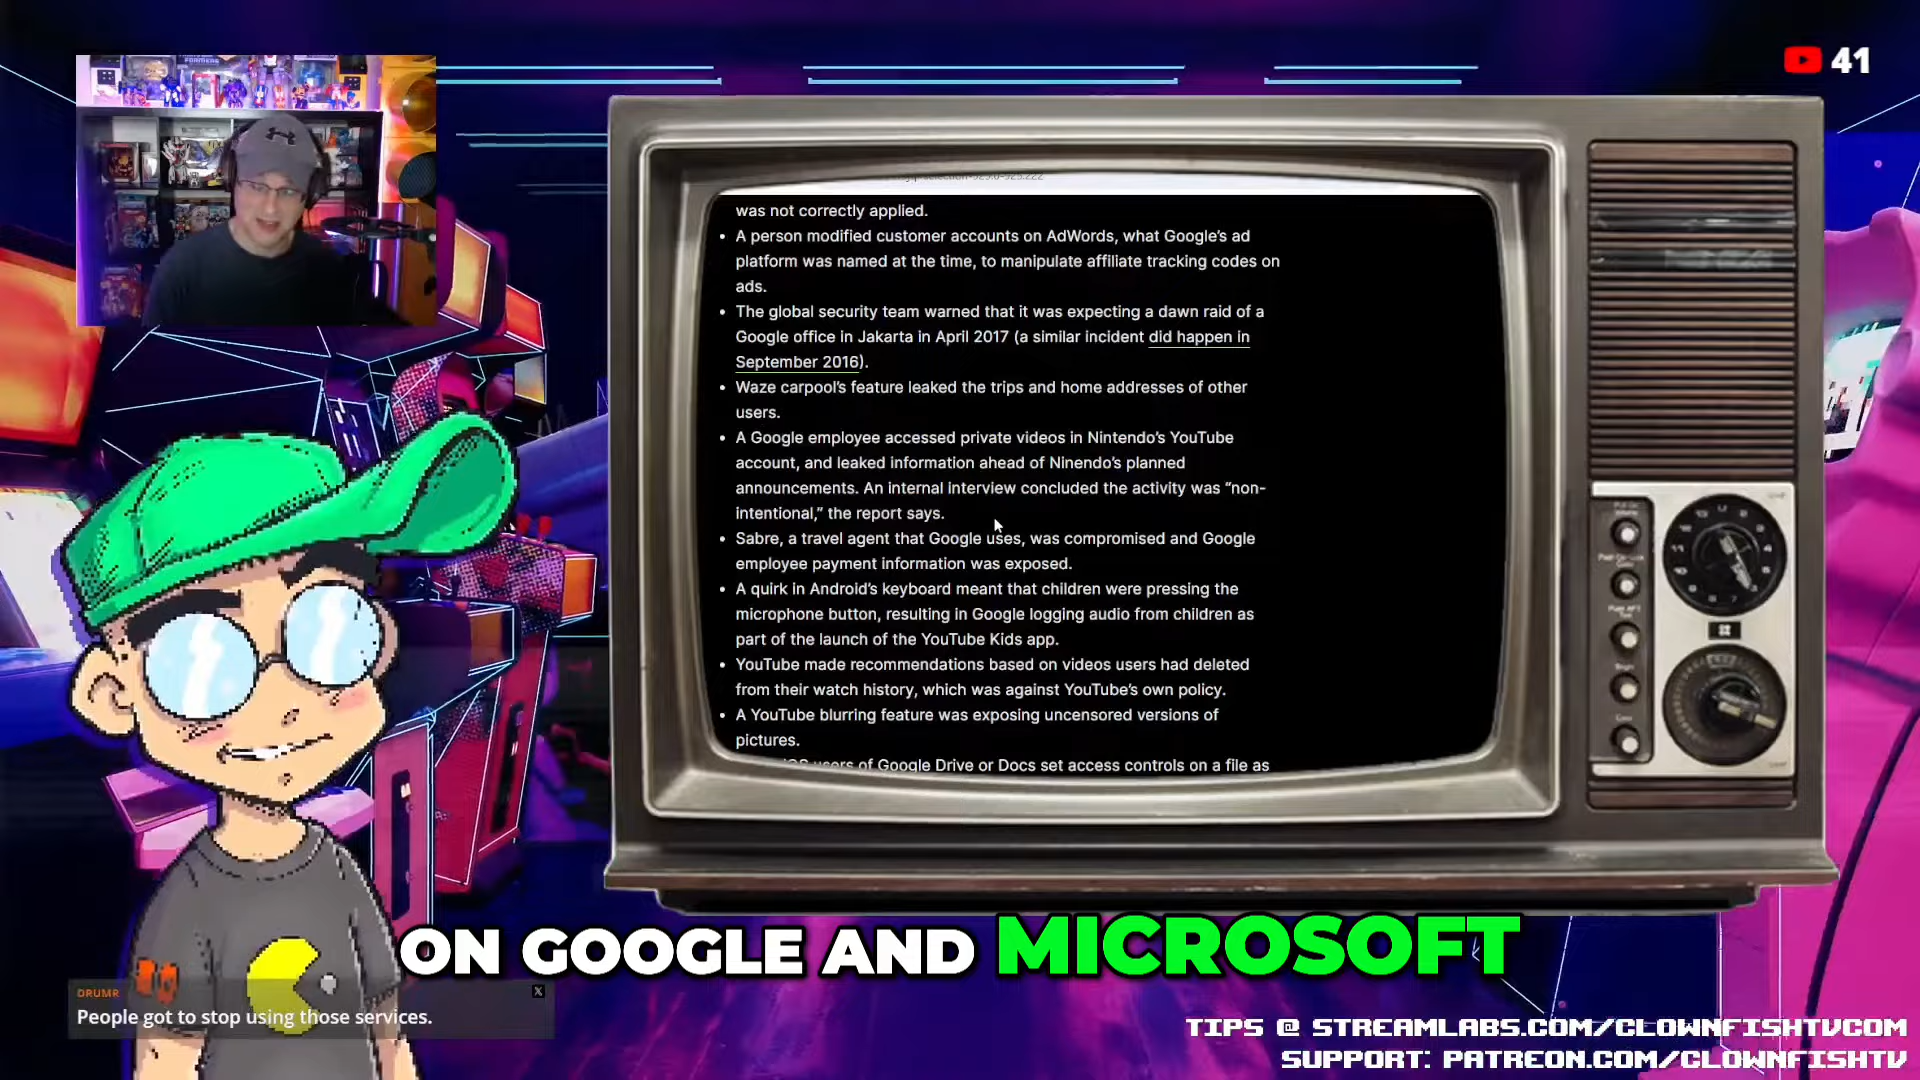 41
was not correctly applied.
• A person modified customer accounts on AdWords, what Google's ad
platform was named at the time, to manipulate affiliate tracking codes on
ads.
• The global security team warned that it was expecting a dawn raid of a
Google office in Jakarta in April 2017 (a similar incident did happen in
September 2016).
• Waze carpool's feature leaked the trips and home addresses of other
users.
• A Google employee accessed private videos in Nintendo's YouTube
account, and leaked information ahead of Ninendo's planned
announcements. An internal interview concluded the activity was “non-
intentional,” the report says.
• Sabre, a travel agent that Google uses, was compromised and Google
employee payment information was exposed.
• A quirk in Android's keyboard meant that children were pressing the
microphone button, resulting in Google logging audio from children as
part of the launch of the YouTube Kids app.
• YouTube made recommendations based on videos users had deleted
from their watch history, which was against YouTube's own policy.
• A YouTube blurring feature was exposing uncensored versions of
pictures.
users of Google Drive or Docs set access controls on a file as
ON GOOGLE AND MICROSOFT
DRUMR
X
People got to stop using those services.
TIPS @ STREAMLABS.COM/CLOWNFISHTVCOM
SUPPORT: PATREON.COM/CLOWNFISHTV